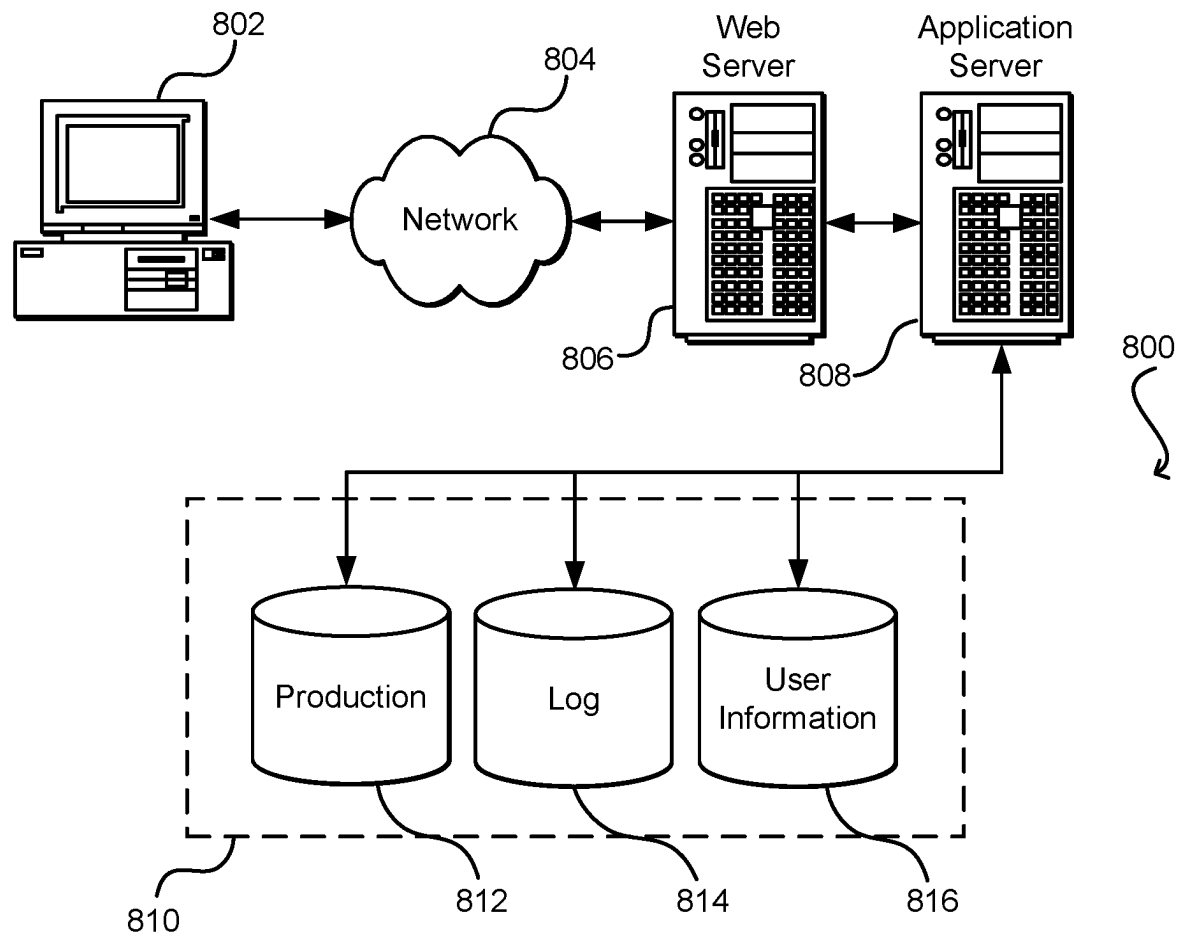 802
804
Web
Server
Application
Server
Network
806
808
800
Production
Log
User
Information
810
812
814
816